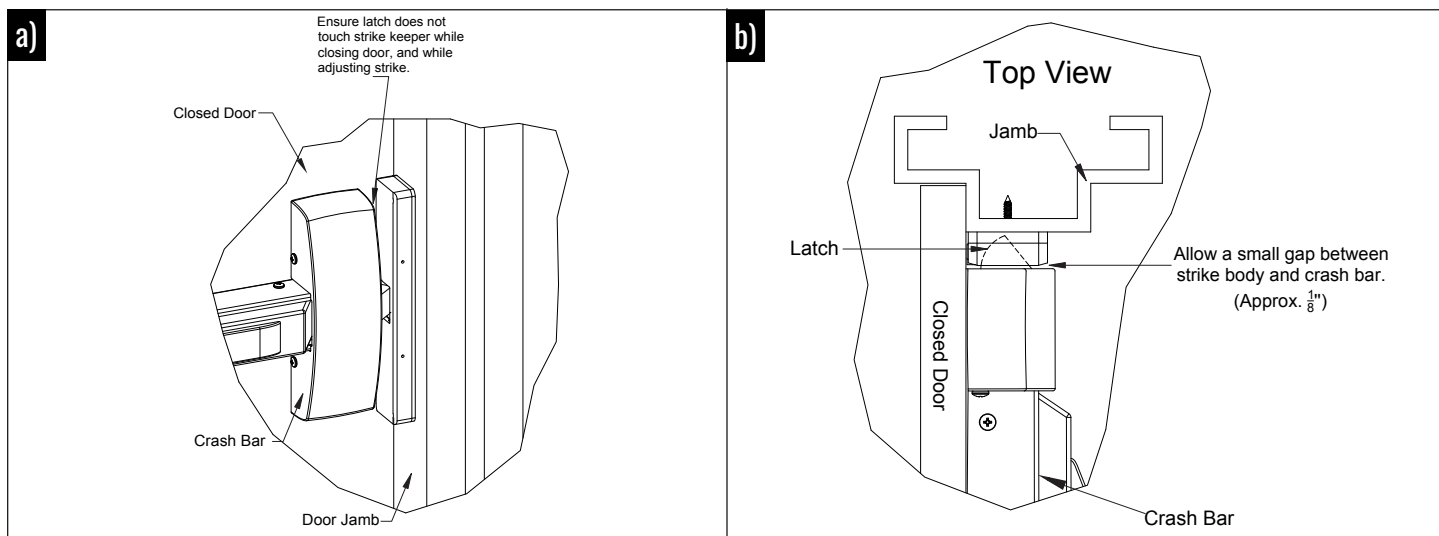 a)
Ensure latch does not
touch strike keeper while
closing door, and while
adjusting strike.
Closed Door
Crash Bar
Door Jamb
b)
Top View
Jamb
Latch
Allow a small gap between
strike body and crash bar.
(Approx. 1/8")
Closed Door
Crash Bar